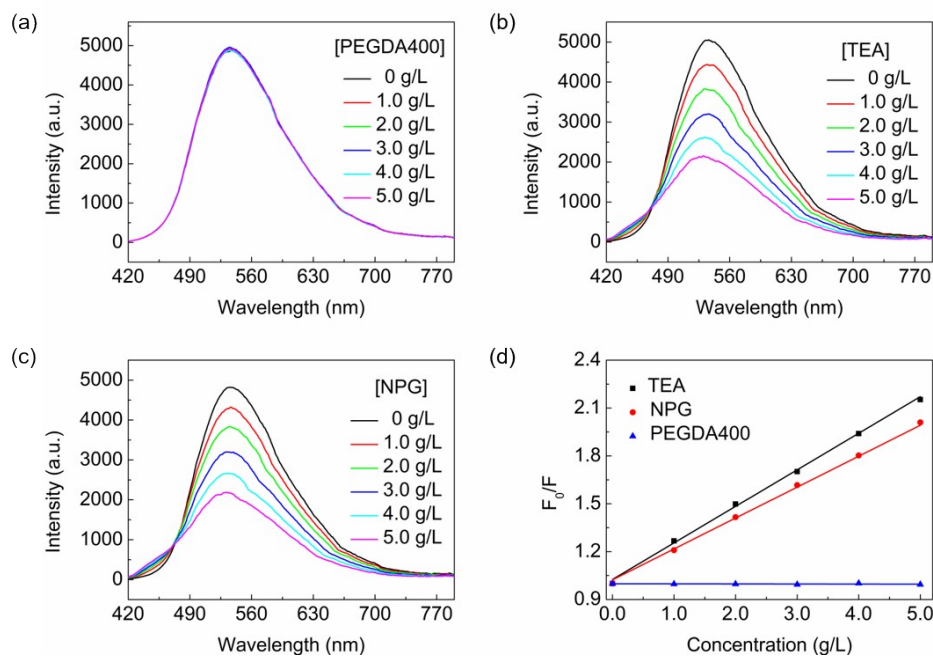 (a)
[PEGDA400]
0 g/L
1.0 g/L
2.0 g/L
3.0 g/L
4.0 g/L
5.0 g/L
5000
4000
3000
2000
1000
0
Intensity (a.u.)
420 490 560 630 700 770
Wavelength (nm)
(b)
[TEA]
0 g/L
1.0 g/L
2.0 g/L
3.0 g/L
4.0 g/L
5.0 g/L
5000
4000
3000
2000
1000
0
Intensity (a.u.)
420 490 560 630 700 770
Wavelength (nm)
(c)
[NPG]
0 g/L
1.0 g/L
2.0 g/L
3.0 g/L
4.0 g/L
5.0 g/L
5000
4000
3000
2000
1000
0
Intensity (a.u.)
420 490 560 630 700 770
Wavelength (nm)
(d)
TEA
NPG
PEGDA400
2.4
2.1
1.8
1.5
1.2
0.9
F₀/F
0.0 1.0 2.0 3.0 4.0 5.0
Concentration (g/L)